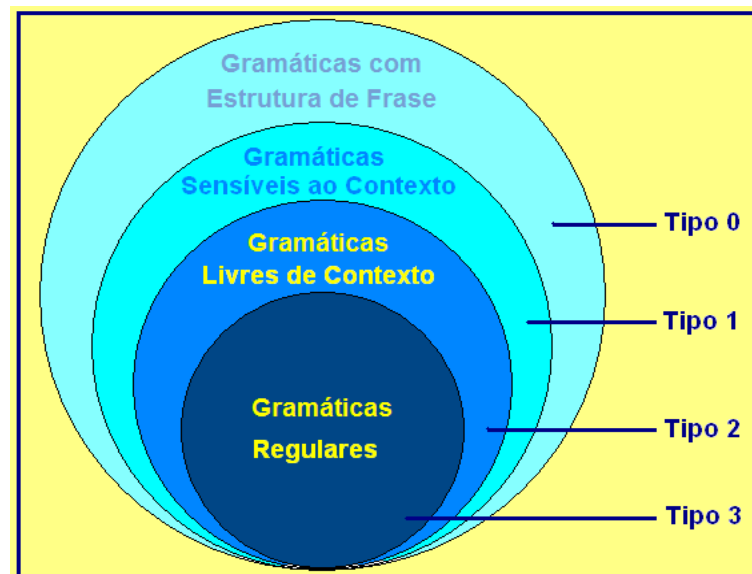 Gramáticas com
Estrutura de Frase
Gramáticas
Sensíveis ao Contexto
Gramáticas
Livres de Contexto
Gramáticas
Regulares
Tipo 0
Tipo 1
Tipo 2
Tipo 3